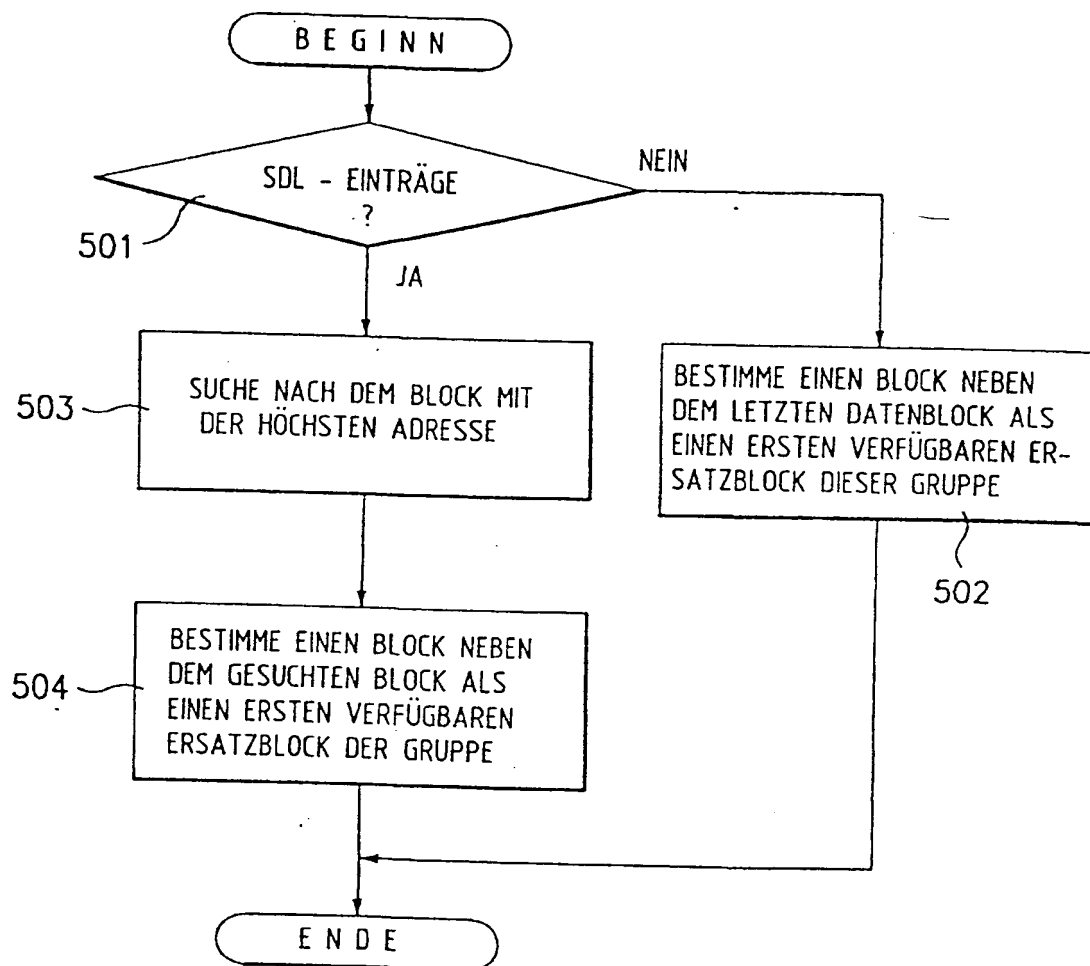 BEGINN
SDL - EINTRÄGE
?
NEIN
501
JA
SUCHE NACH DEM BLOCK MIT
DER HÖCHSTEN ADRESSE
503
BESTIMME EINEN BLOCK NEBEN
DEM LETZTEN DATENBLOCK ALS
EINEN ERSTEN VERFÜGBAREN ER-
SATZBLOCK DIESER GRUPPE
502
BESTIMME EINEN BLOCK NEBEN
DEM GESUCHTEN BLOCK ALS
EINEN ERSTEN VERFÜGBAREN
ERSATZBLOCK DER GRUPPE
504
ENDE